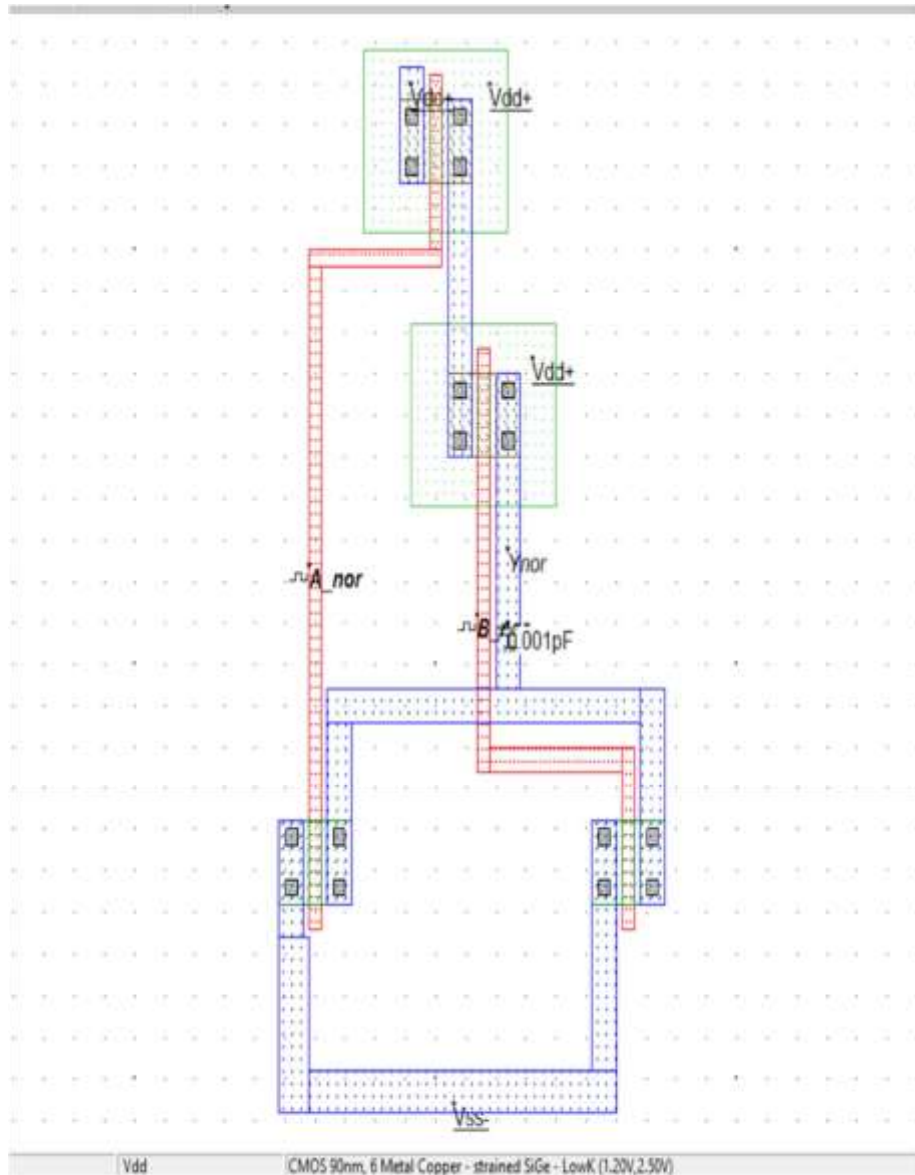 Vdd+ Vdd+
Vdd+
Ynor
A_nor
0.001pF
Vss-
Vdd CMOS 90nm, 6 Metal Copper - strained SiGe - LowK (1.20V,2.50V)